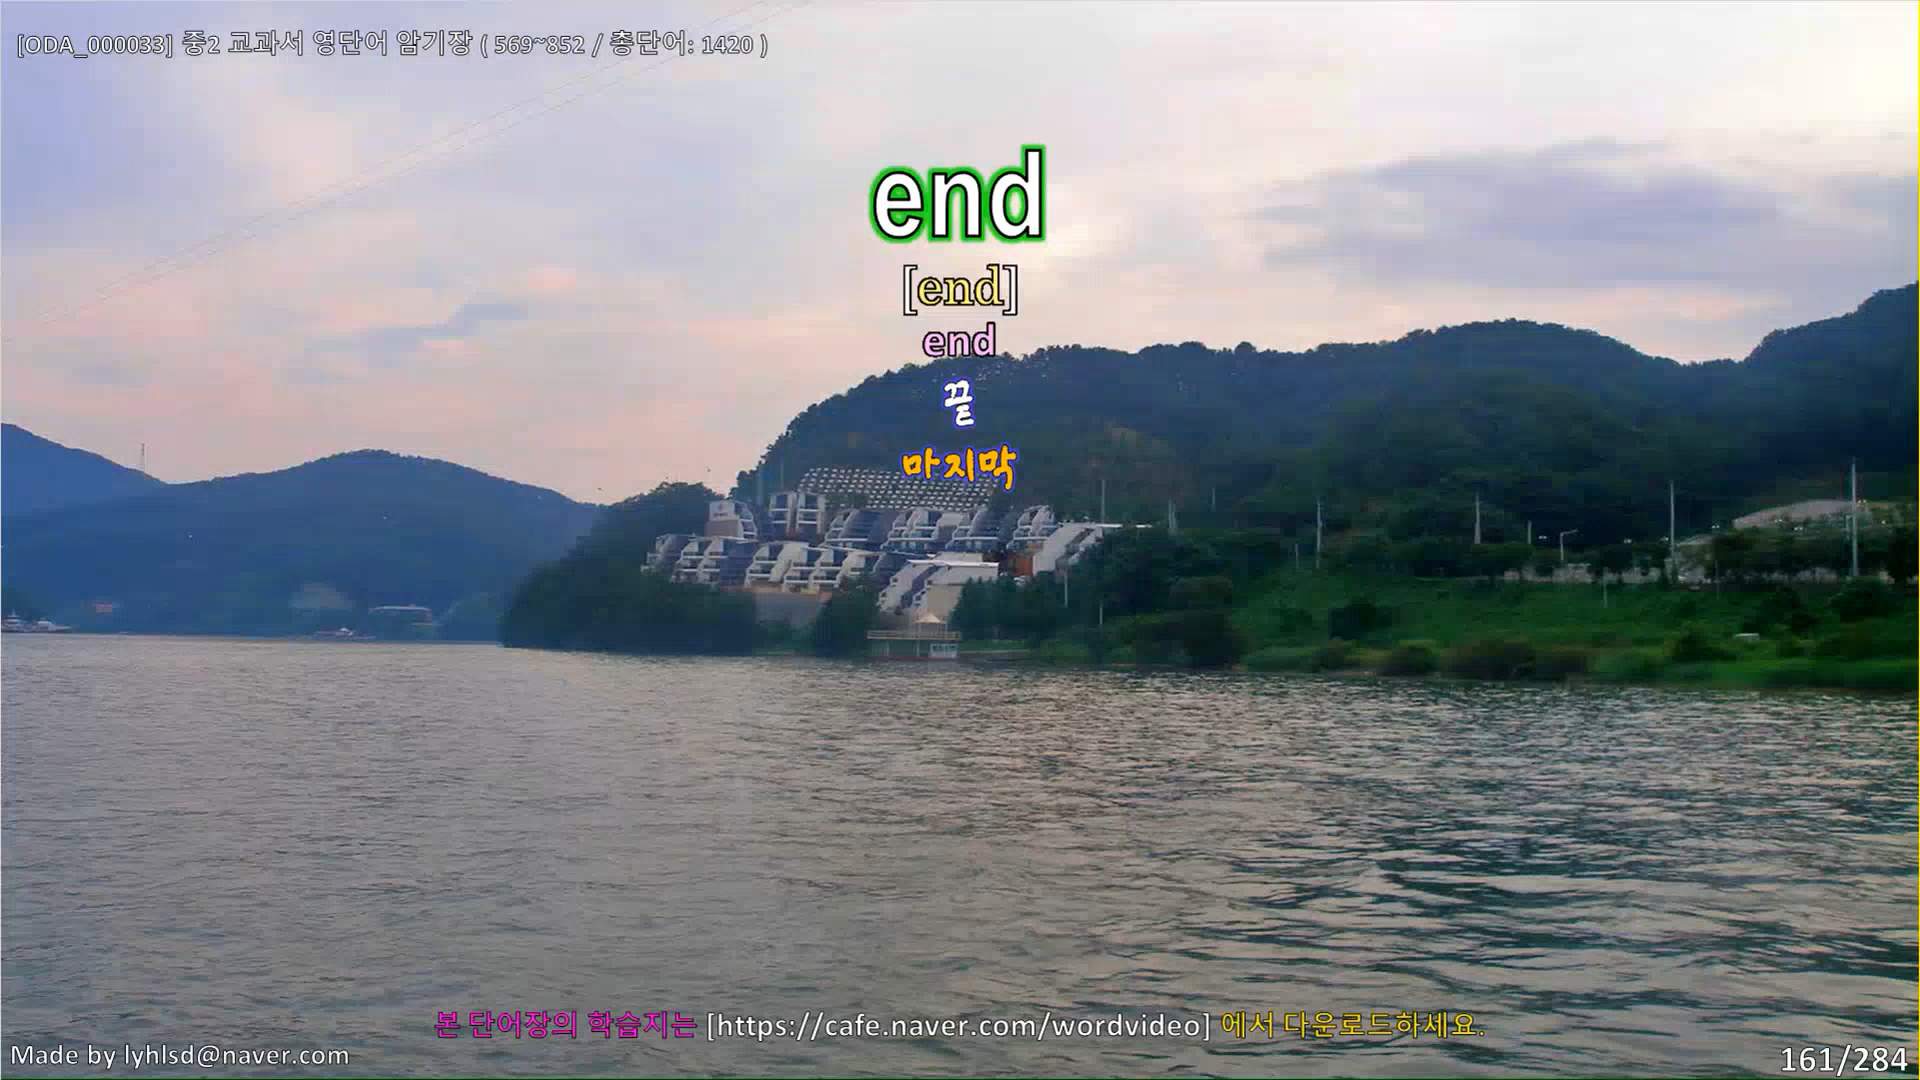 [ODA_000033] 중2 교과서 영단어 암기장 ( 569~852 / 총단어: 1420 )
end
[end]
end
끝
마지막
본 단어장의 학습지는 [https://cafe.naver.com/wordvideo] 에서 다운로드하세요.
Made by lyhlsd@naver.com
161/284